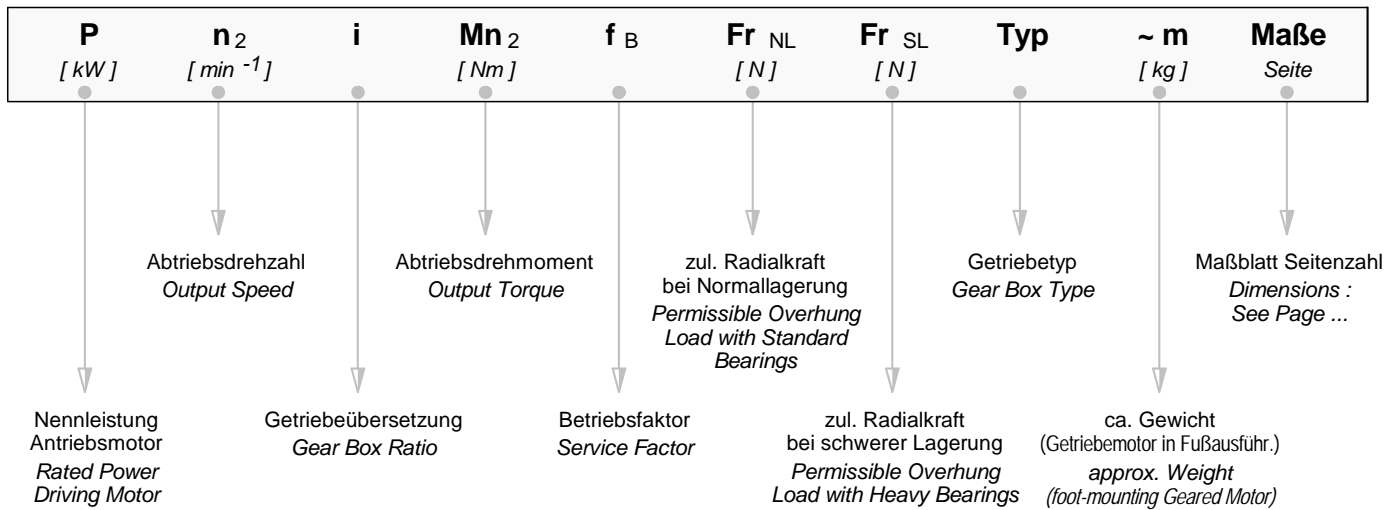 P n 2 i Mn 2 f B Fr NL Fr SL Typ ~ m Maße
[ kW ] [ min -1 ] [ Nm ] [ N ] [ N ] [ kg ] Seite
Abtriebsdrehzahl
Output Speed
Abtriebsdrehmoment
Output Torque
zul. Radialkraft
bei Normallagerung
Permissible Overhung
Load with Standard
Bearings
Getriebetyp
Gear Box Type
Maßblatt Seitenzahl
Dimensions :
See Page ...
Nennleistung
Antriebsmotor
Rated Power
Driving Motor
Getriebeübersetzung
Gear Box Ratio
Betriebsfaktor
Service Factor
zul. Radialkraft
bei schwerer Lagerung
Permissible Overhung
Load with Heavy Bearings
ca. Gewicht
(Getriebemotor in Fußausführ.)
approx. Weight
(foot-mounting Geared Motor)